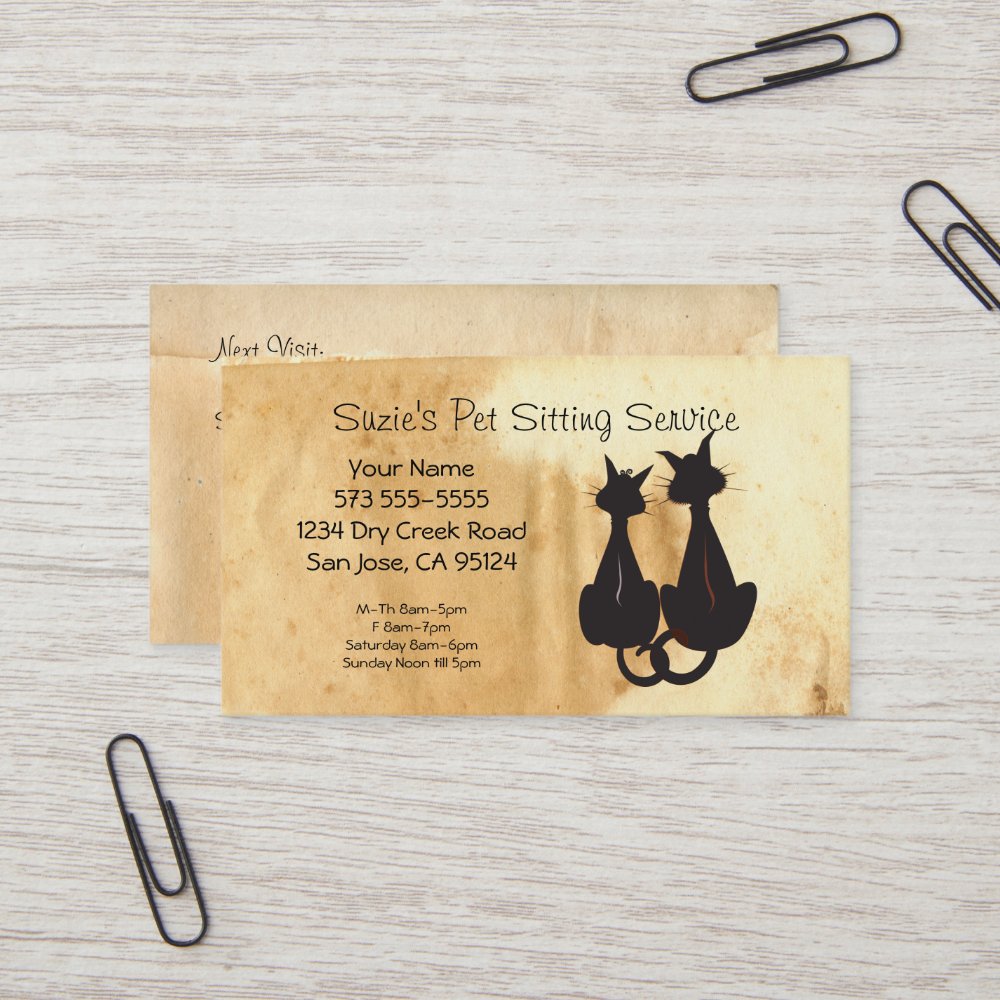 Next Visit:
Suzie's Pet Sitting Service
Your Name
573 555-5555
1234 Dry Creek Road
San Jose, CA 95124
M-Th 8am-5pm
F 8am-7pm
Saturday 8am-6pm
Sunday Noon till 5pm